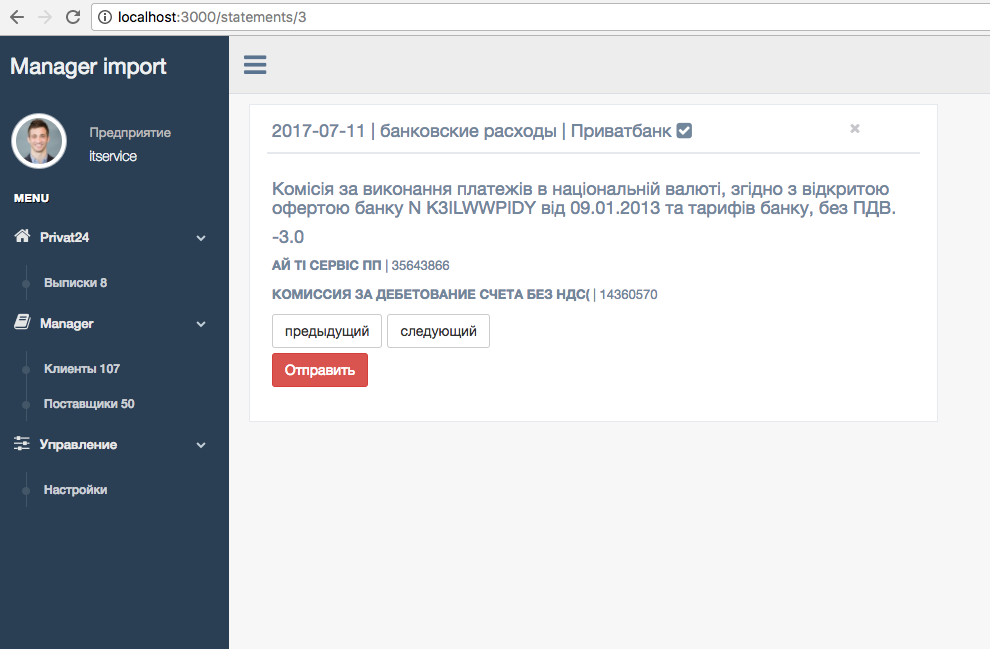 localhost:3000/statements/3
Manager import
Предприятие
itservice
MENU
Privat24
Выписки 8
Manager
Клиенты 107
Поставщики 50
Управление
Настройки
2017-07-11 | банковские расходы | Приватбанк
Комісія за виконання платежів в національній валюті, згідно з відкритою
офертою банку N K3ILWWPIDY від 09.01.2013 та тарифів банку, без ПДВ.
-3.0
АЙ ТІ СЕРВІС ПП | 35643866
КОМИССИЯ ЗА ДЕБЕТОВАНИЕ СЧЕТА БЕЗ НДС( | 14360570
предыдущий следующий
Отправить